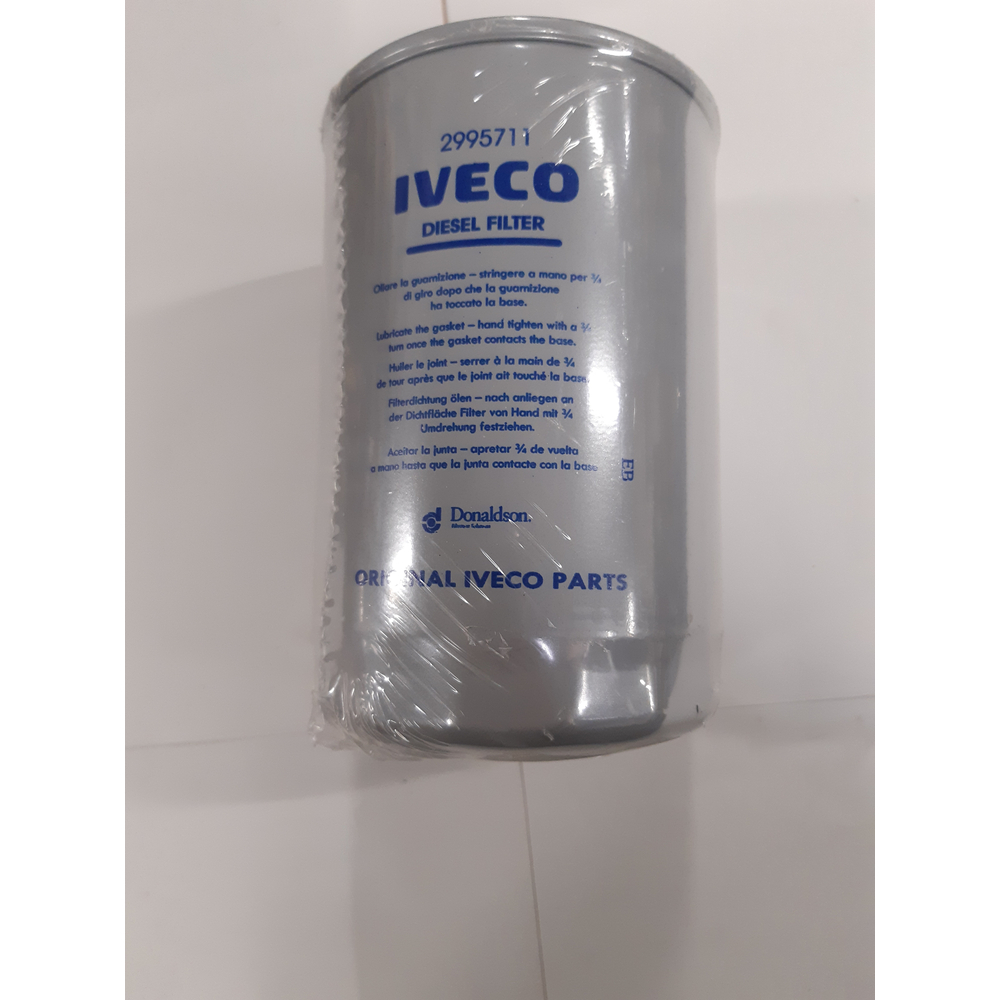 2995711
IVECO
DIESEL FILTER
Oliare la guarnizione – stringere a mano per ¾
di giro dopo che la guarnizione
ha toccato la base.
Lubricate the gasket – hand tighten with a ¾
turn once the gasket contacts the base.
Huiler le joint – serrer à la main de ¾
de tour après que le joint ait touché la base.
Filterdichtung ölen – nach anliegen an
der Dichtfläche Filter von Hand mit ¾
Umdrehung festziehen.
Aceitar la junta – apretar ¾ de vuelta
a mano hasta que la junta contacte con la base
EB
Donaldson.
ORIGINAL IVECO PARTS